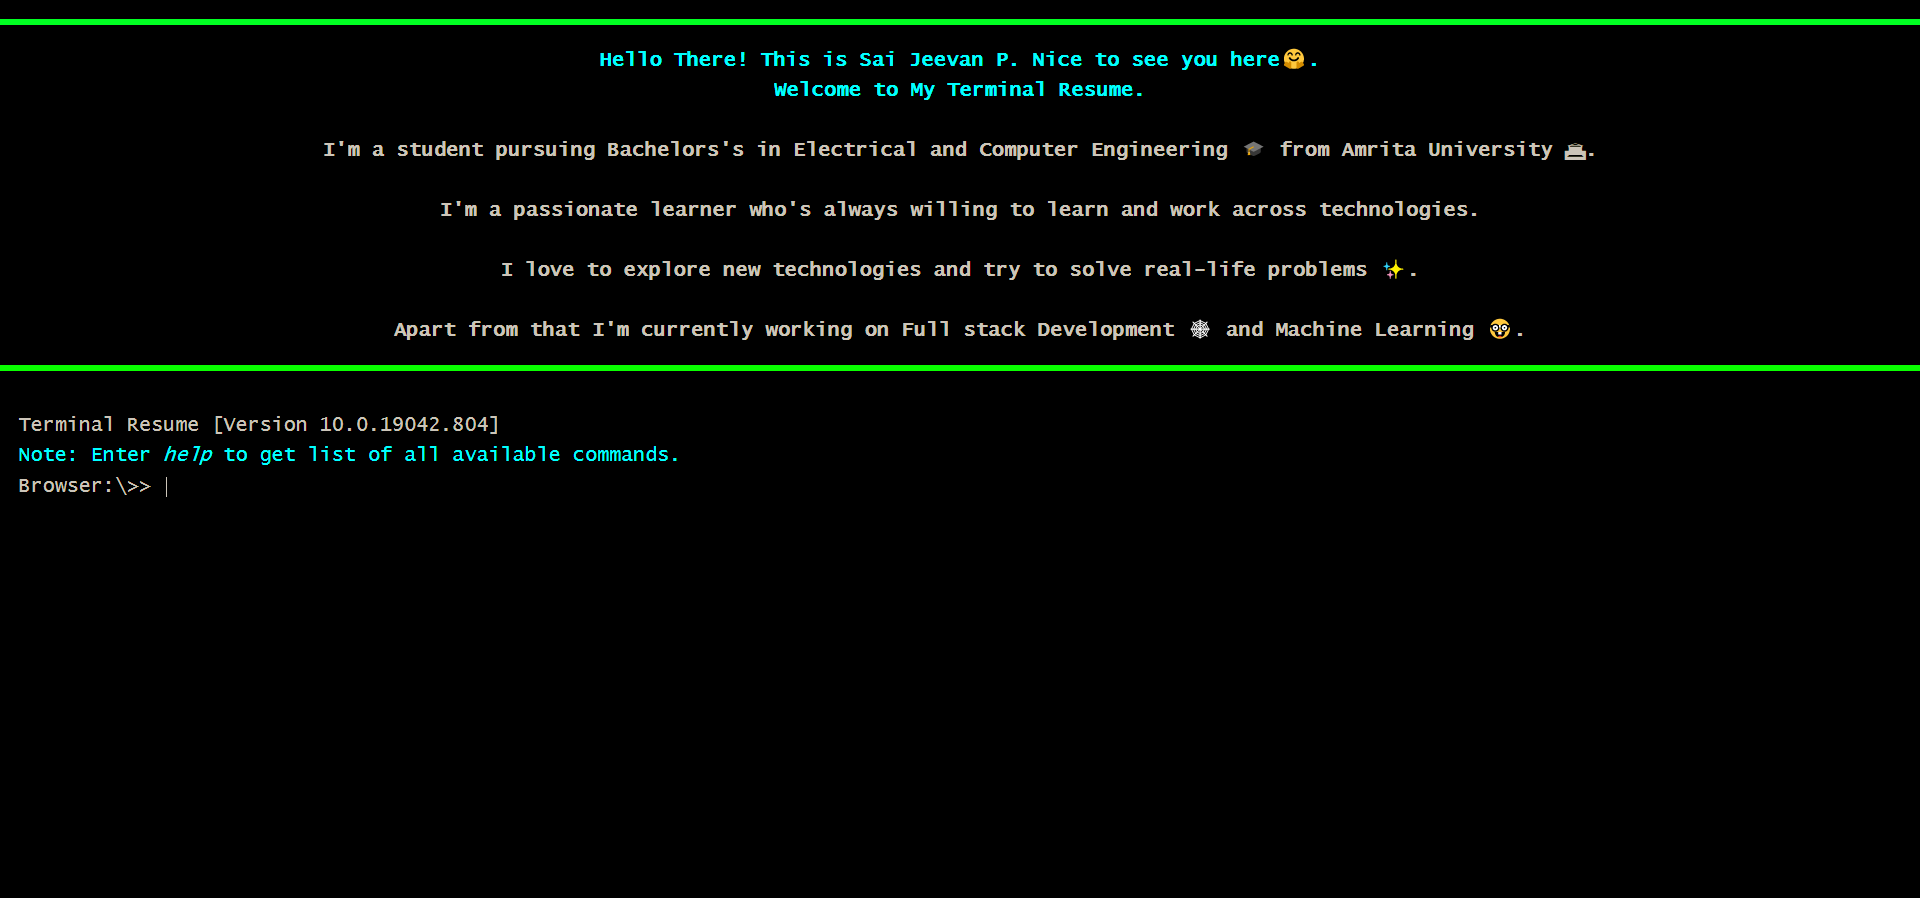 Hello There! This is Sai Jeevan P. Nice to see you here🤗.
Welcome to My Terminal Resume.
I'm a student pursuing Bachelors's in Electrical and Computer Engineering 🎓 from Amrita University 🖴.
I'm a passionate learner who's always willing to learn and work across technologies.
I love to explore new technologies and try to solve real-life problems ✨.
Apart from that I'm currently working on Full stack Development 🕸 and Machine Learning 🤓.
Terminal Resume [Version 10.0.19042.804]
Note: Enter help to get list of all available commands.
Browser:\>>